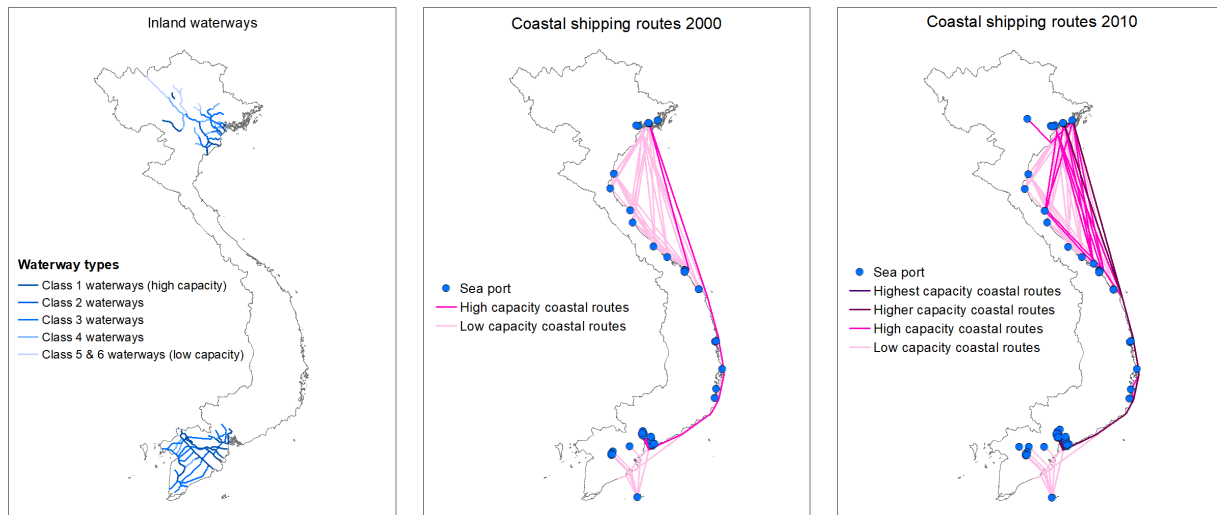 Inland waterways
Waterway types
Class 1 waterways (high capacity)
Class 2 waterways
Class 3 waterways
Class 4 waterways
Class 5 & 6 waterways (low capacity)
Coastal shipping routes 2000
Sea port
High capacity coastal routes
Low capacity coastal routes
Coastal shipping routes 2010
Sea port
Highest capacity coastal routes
Higher capacity coastal routes
High capacity coastal routes
Low capacity coastal routes